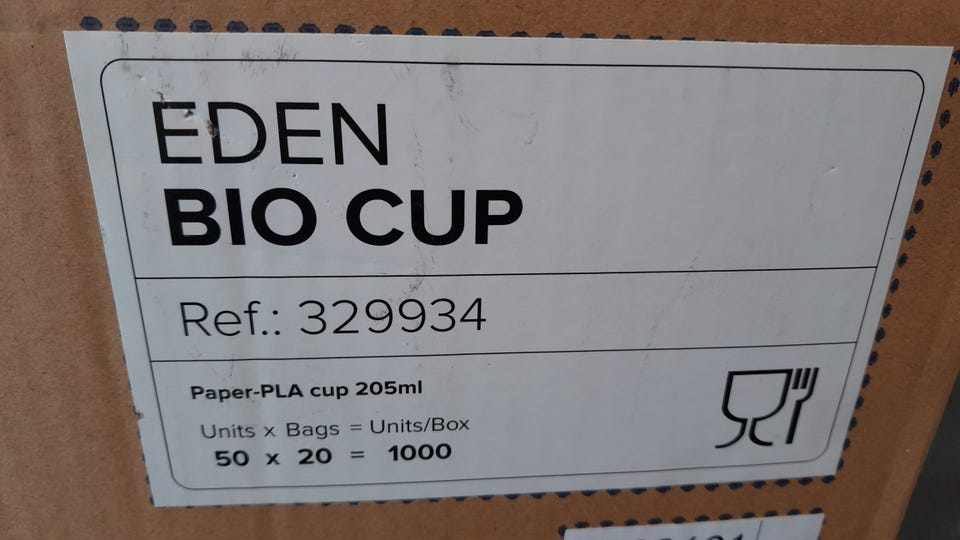 EDEN
BIO CUP
Ref.: 329934
Paper-PLA cup 205ml
Units x Bags = Units/Box
50 x 20 = 1000